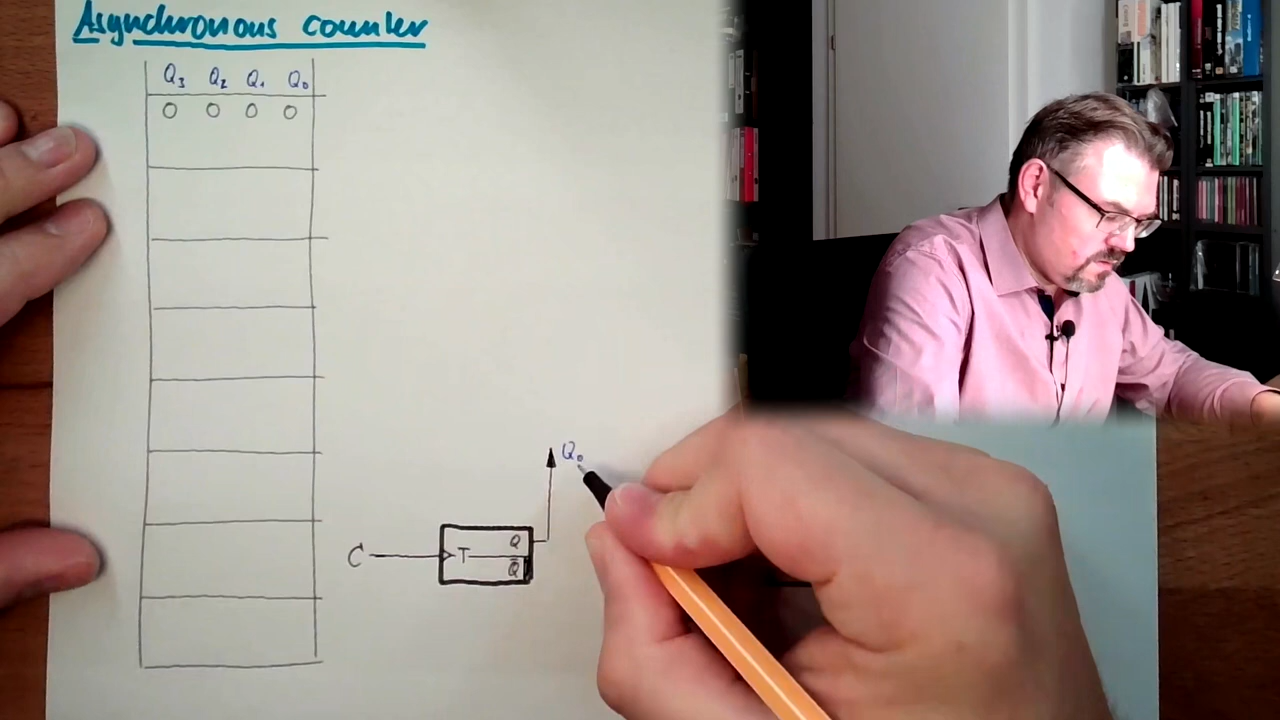 Asynchronous counter
Q₃ Q₂ Q₁ Q₀
0 0 0 0
Q₀
C T Q
Q̅